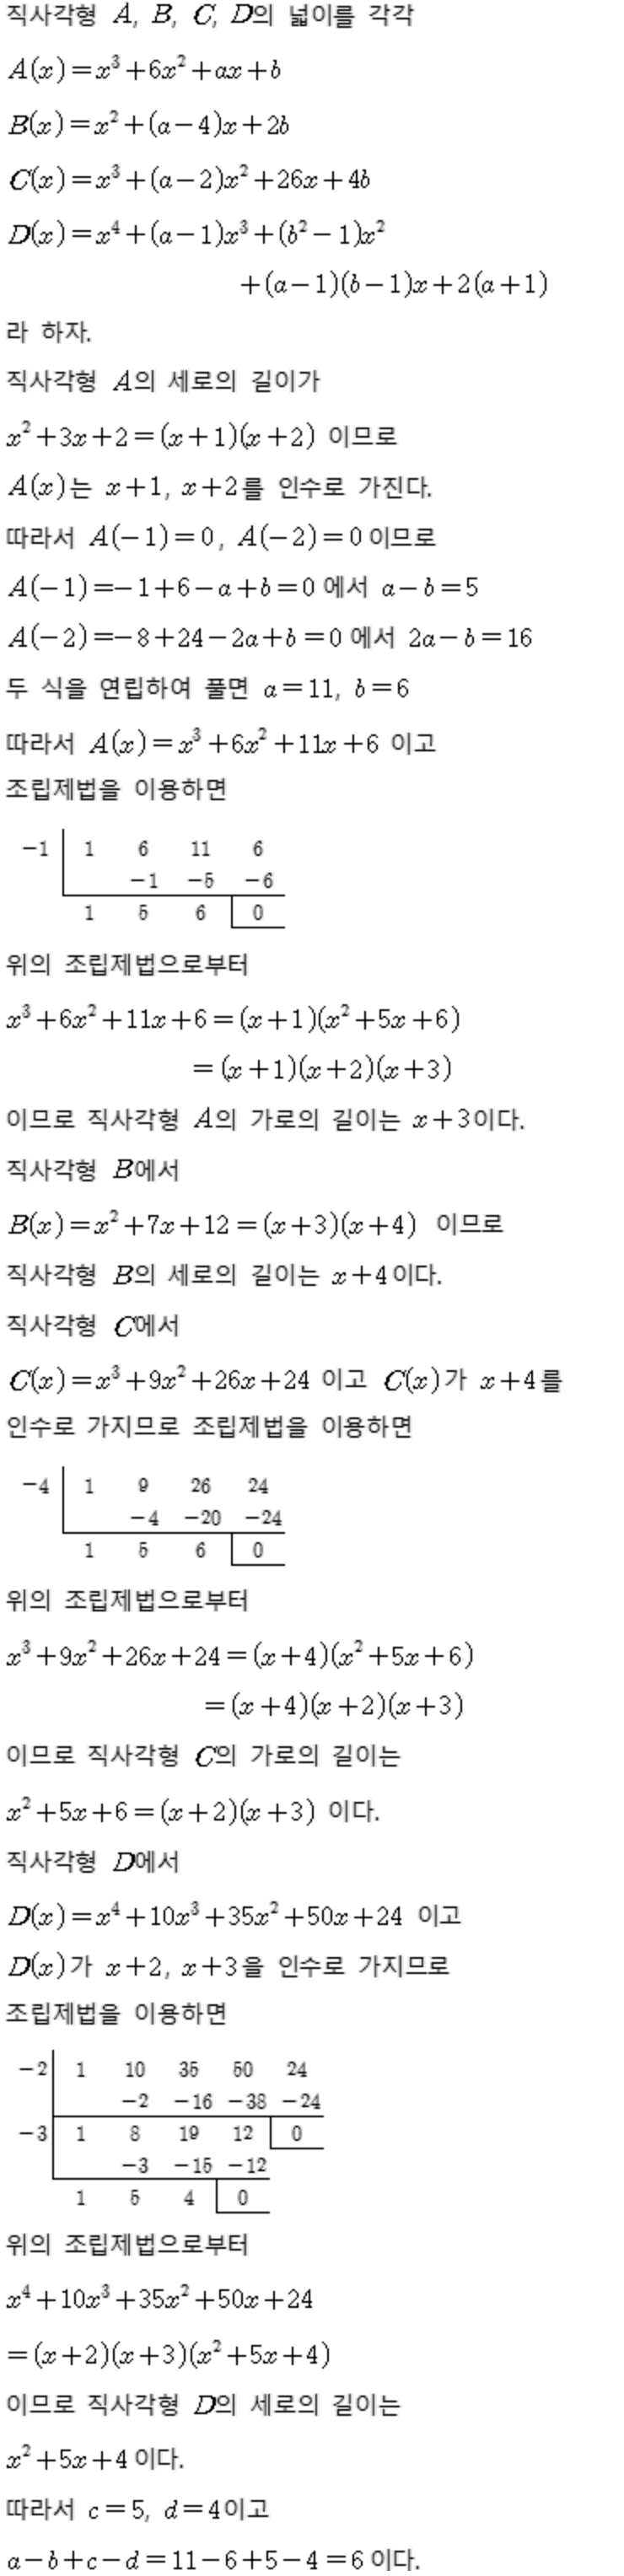 직사각형 A, B, C, D의 넓이를 각각
A(x)=x³+6x²+ax+b
B(x)=x²+(a-4)x+2b
C(x)=x³+(a-2)x²+26x+4b
D(x)=x⁴+(a-1)x³+(b²-1)x²
+(a-1)(b-1)x+2(a+1)
라 하자.
직사각형 A의 세로의 길이가
x²+3x+2=(x+1)(x+2) 이므로
A(x)는 x+1, x+2를 인수로 가진다.
따라서 A(-1)=0, A(-2)=0이므로
A(-1)=-1+6-a+b=0에서 a-b=5
A(-2)=-8+24-2a+b=0에서 2a-b=16
두 식을 연립하여 풀면 a=11, b=6
따라서 A(x)=x³+6x²+11x+6 이고
조립제법을 이용하면
-1 1 6 11 6
-1 -5 -6
1 5 6 0
위의 조립제법으로부터
x³+6x²+11x+6=(x+1)(x²+5x+6)
=(x+1)(x+2)(x+3)
이므로 직사각형 A의 가로의 길이는 x+3이다.
직사각형 B에서
B(x)=x²+7x+12=(x+3)(x+4) 이므로
직사각형 B의 세로의 길이는 x+4이다.
직사각형 C에서
C(x)=x³+9x²+26x+24 이고 C(x)가 x+4를
인수로 가지므로 조립제법을 이용하면
-4 1 9 26 24
-4 -20 -24
1 5 6 0
위의 조립제법으로부터
x³+9x²+26x+24=(x+4)(x²+5x+6)
=(x+4)(x+2)(x+3)
이므로 직사각형 C의 가로의 길이는
x²+5x+6=(x+2)(x+3) 이다.
직사각형 D에서
D(x)=x⁴+10x³+35x²+50x+24 이고
D(x)가 x+2, x+3을 인수로 가지므로
조립제법을 이용하면
-2 1 10 35 50 24
-2 -16 -38 -24
-3 1 8 19 12 0
-3 -15 -12
1 5 4 0
위의 조립제법으로부터
x⁴+10x³+35x²+50x+24
=(x+2)(x+3)(x²+5x+4)
이므로 직사각형 D의 세로의 길이는
x²+5x+4이다.
따라서 c=5, d=4이고
a-b+c-d=11-6+5-4=6이다.